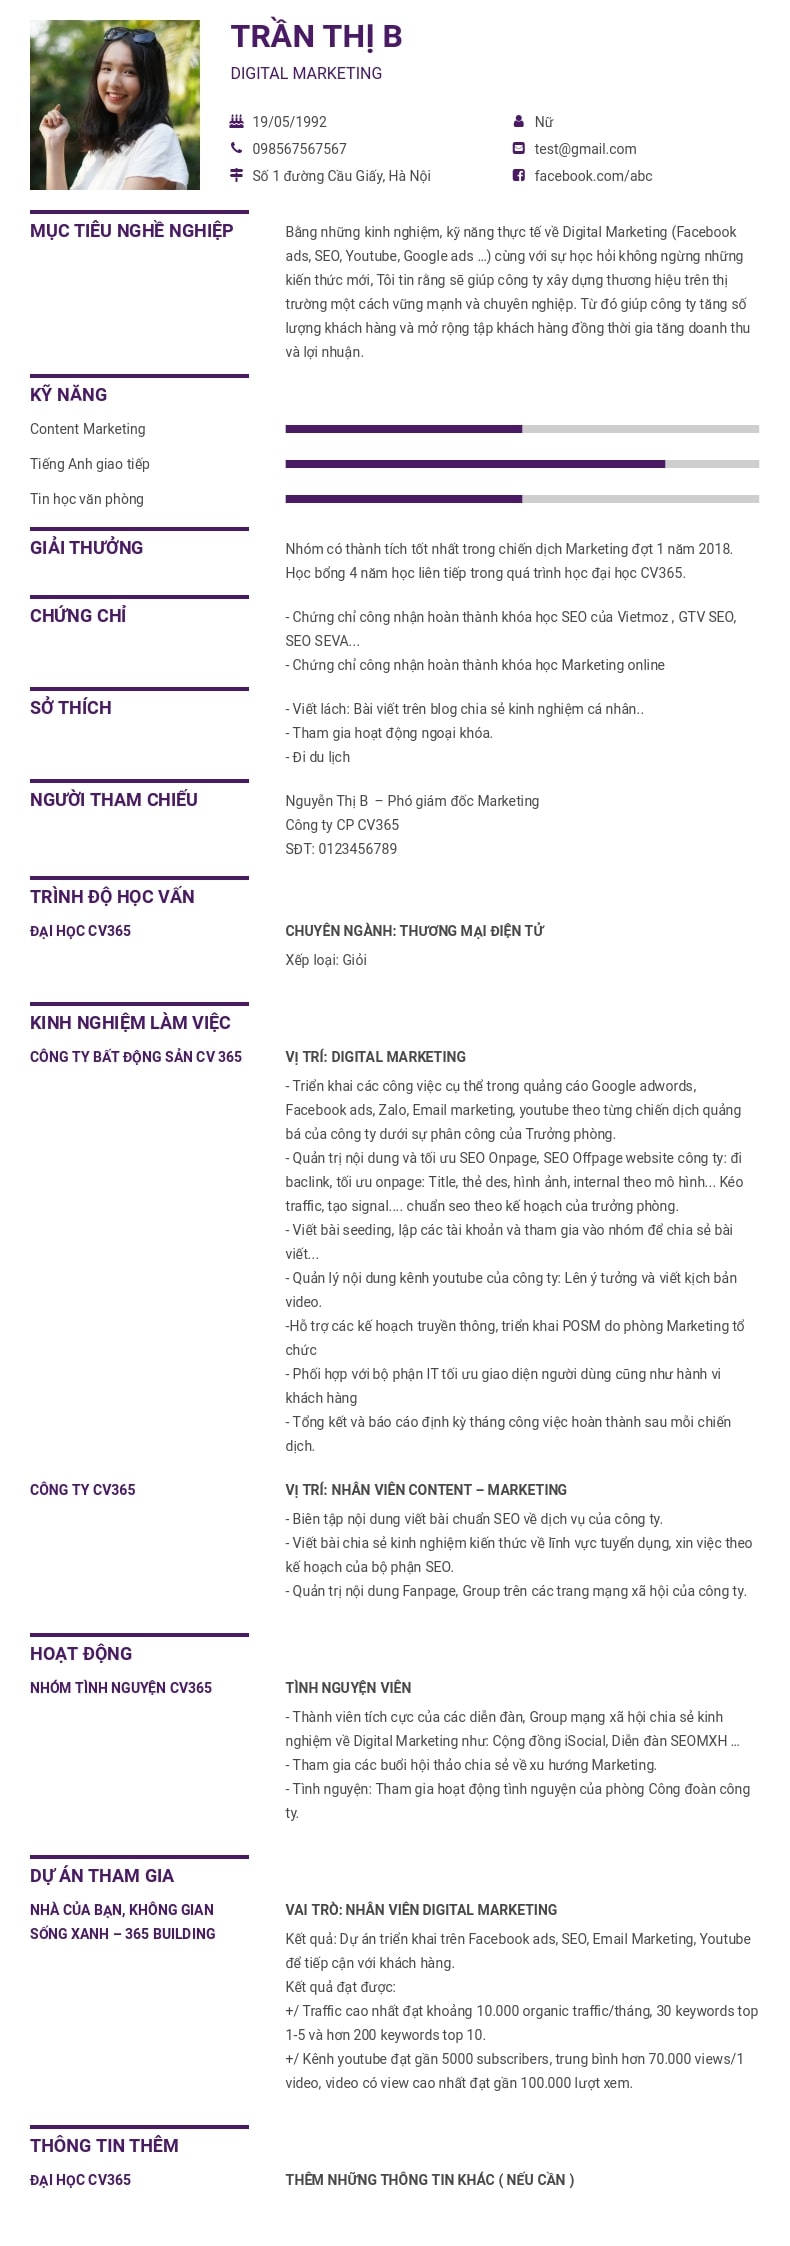 TRẦN THỊ B
DIGITAL MARKETING
19/05/1992
Nữ
098567567567
test@gmail.com
Số 1 đường Cầu Giấy, Hà Nội
facebook.com/abc
MỤC TIÊU NGHỀ NGHIỆP
Bằng những kinh nghiệm, kỹ năng thực tế về Digital Marketing (Facebook
ads, SEO, Youtube, Google ads …) cùng với sự học hỏi không ngừng những
kiến thức mới, Tôi tin rằng sẽ giúp công ty xây dựng thương hiệu trên thị
trường một cách vững mạnh và chuyên nghiệp. Từ đó giúp công ty tăng số
lượng khách hàng và mở rộng tập khách hàng đồng thời gia tăng doanh thu
và lợi nhuận.
KỸ NĂNG
Content Marketing
Tiếng Anh giao tiếp
Tin học văn phòng
GIẢI THƯỞNG
Nhóm có thành tích tốt nhất trong chiến dịch Marketing đợt 1 năm 2018.
Học bổng 4 năm học liên tiếp trong quá trình học đại học CV365.
CHỨNG CHỈ
- Chứng chỉ công nhận hoàn thành khóa học SEO của Vietmoz , GTV SEO,
SEO SEVA...
- Chứng chỉ công nhận hoàn thành khóa học Marketing online
SỞ THÍCH
- Viết lách: Bài viết trên blog chia sẻ kinh nghiệm cá nhân..
- Tham gia hoạt động ngoại khóa.
- Đi du lịch
NGƯỜI THAM CHIẾU
Nguyễn Thị B – Phó giám đốc Marketing
Công ty CP CV365
SĐT: 0123456789
TRÌNH ĐỘ HỌC VẤN
ĐẠI HỌC CV365
CHUYÊN NGÀNH: THƯƠNG MẠI ĐIỆN TỬ
Xếp loại: Giỏi
KINH NGHIỆM LÀM VIỆC
CÔNG TY BẤT ĐỘNG SẢN CV 365
VỊ TRÍ: DIGITAL MARKETING
- Triển khai các công việc cụ thể trong quảng cáo Google adwords,
Facebook ads, Zalo, Email marketing, youtube theo từng chiến dịch quảng
bá của công ty dưới sự phân công của Trưởng phòng.
- Quản trị nội dung và tối ưu SEO Onpage, SEO Offpage website công ty: đi
baclink, tối ưu onpage: Title, thẻ des, hình ảnh, internal theo mô hình... Kéo
traffic, tạo signal.... chuẩn seo theo kế hoạch của trưởng phòng.
- Viết bài seeding, lập các tài khoản và tham gia vào nhóm để chia sẻ bài
viết...
- Quản lý nội dung kênh youtube của công ty: Lên ý tưởng và viết kịch bản
video.
-Hỗ trợ các kế hoạch truyền thông, triển khai POSM do phòng Marketing tổ
chức
- Phối hợp với bộ phận IT tối ưu giao diện người dùng cũng như hành vi
khách hàng
- Tổng kết và báo cáo định kỳ tháng công việc hoàn thành sau mỗi chiến
dịch.
CÔNG TY CV365
VỊ TRÍ: NHÂN VIÊN CONTENT – MARKETING
- Biên tập nội dung viết bài chuẩn SEO về dịch vụ của công ty.
- Viết bài chia sẻ kinh nghiệm kiến thức về lĩnh vực tuyển dụng, xin việc theo
kế hoạch của bộ phận SEO.
- Quản trị nội dung Fanpage, Group trên các trang mạng xã hội của công ty.
HOẠT ĐỘNG
NHÓM TÌNH NGUYỆN CV365
TÌNH NGUYỆN VIÊN
- Thành viên tích cực của các diễn đàn, Group mạng xã hội chia sẻ kinh
nghiệm về Digital Marketing như: Cộng đồng iSocial, Diễn đàn SEOMXH …
- Tham gia các buổi hội thảo chia sẻ về xu hướng Marketing.
- Tình nguyện: Tham gia hoạt động tình nguyện của phòng Công đoàn công
ty.
DỰ ÁN THAM GIA
NHÀ CỦA BẠN, KHÔNG GIAN
SỐNG XANH – 365 BUILDING
VAI TRÒ: NHÂN VIÊN DIGITAL MARKETING
Kết quả: Dự án triển khai trên Facebook ads, SEO, Email Marketing, Youtube
để tiếp cận với khách hàng.
Kết quả đạt được:
+/ Traffic cao nhất đạt khoảng 10.000 organic traffic/tháng, 30 keywords top
1-5 và hơn 200 keywords top 10.
+/ Kênh youtube đạt gần 5000 subscribers, trung bình hơn 70.000 views/1
video, video có view cao nhất đạt gần 100.000 lượt xem.
THÔNG TIN THÊM
ĐẠI HỌC CV365
THÊM NHỮNG THÔNG TIN KHÁC ( NẾU CẦN )